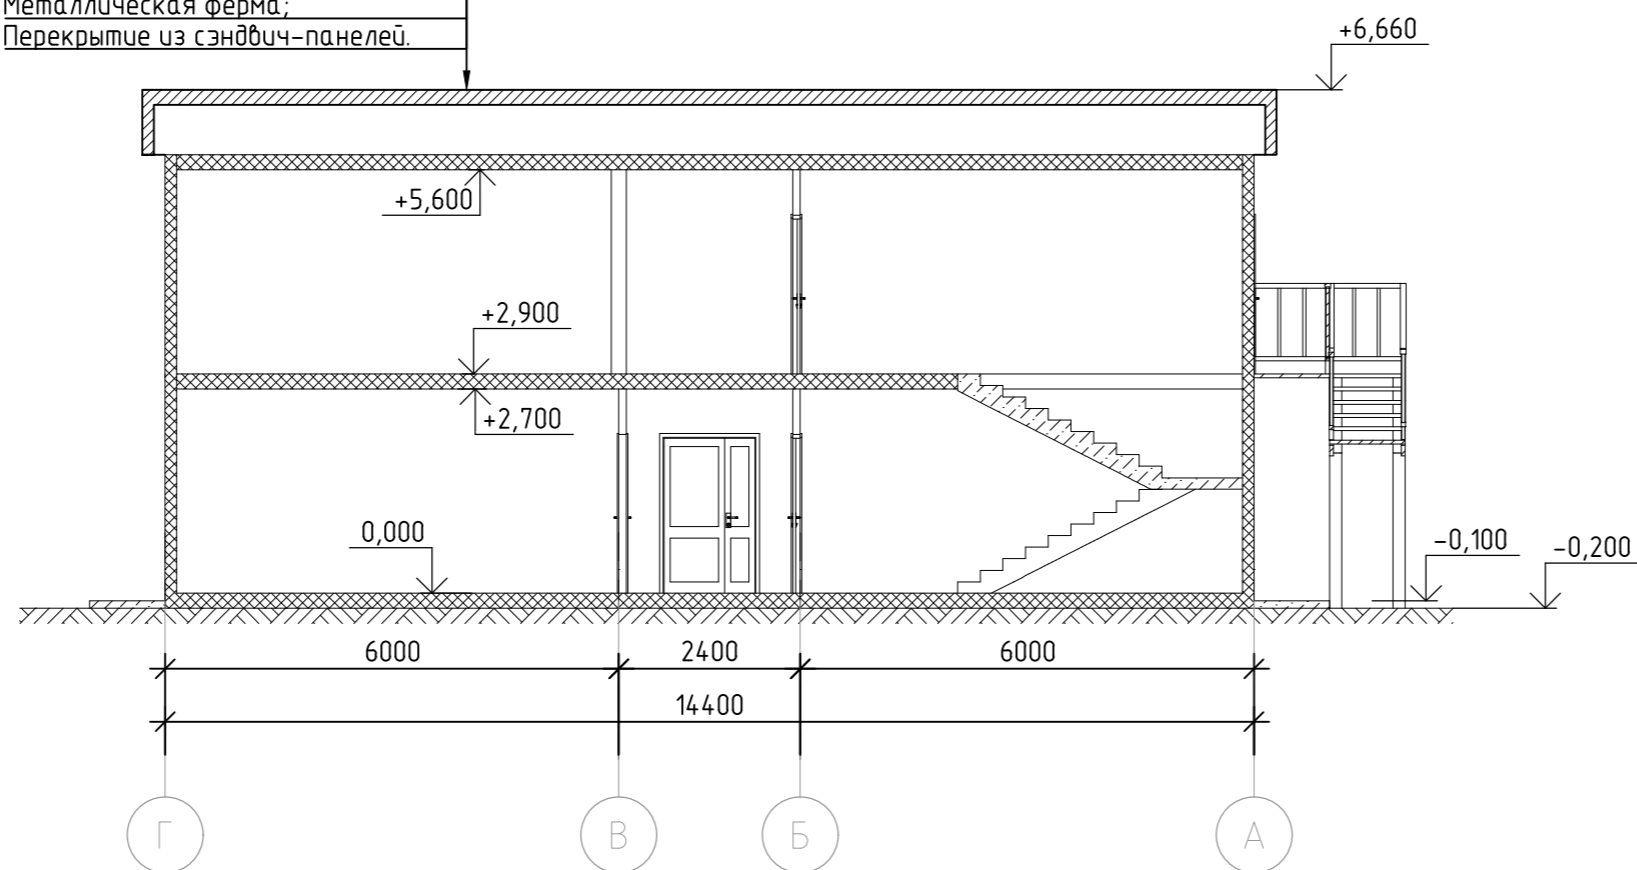 Металлическая ферма;
Перекрытие из сэндвич-панелей.
+6,660
+5,600
+2,900
+2,700
0,000
-0,100
-0,200
6000 2400 6000
14400
Г В Б А